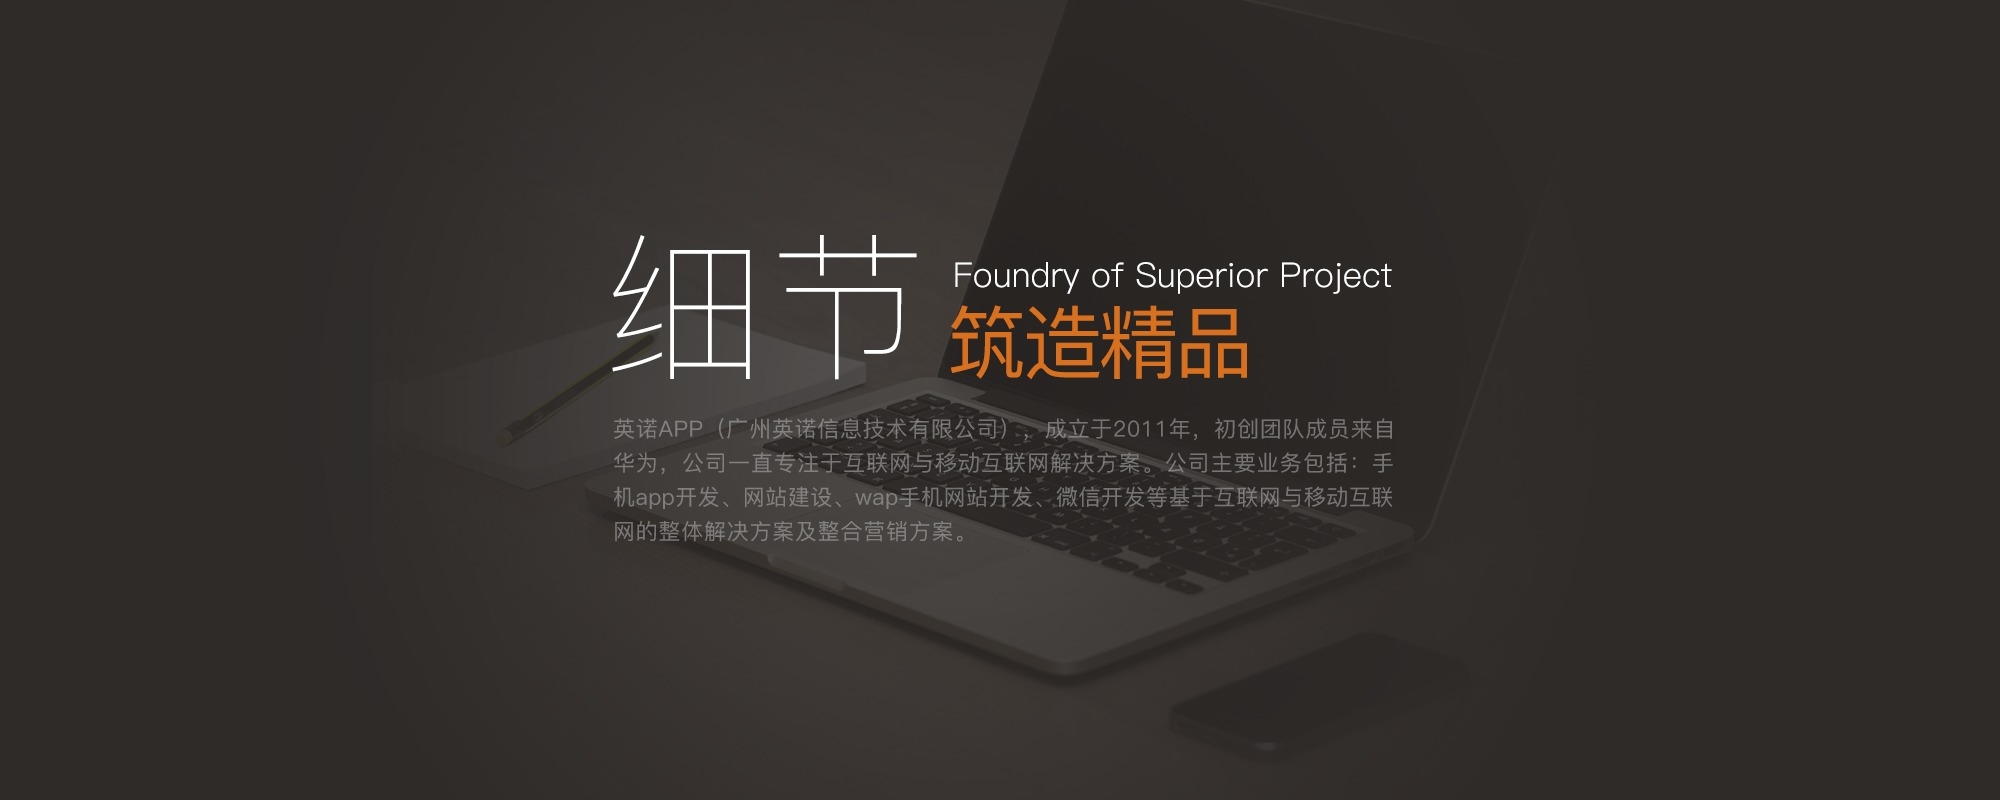 细节
Foundry of Superior Project
筑造精品
英诺APP（广州英诺信息技术有限公司），成立于2011年，初创团队成员来自
华为，公司一直专注于互联网与移动互联网解决方案。公司主要业务包括：手
机app开发、网站建设、wap手机网站开发、微信开发等基于互联网与移动互联
网的整体解决方案及整合营销方案。